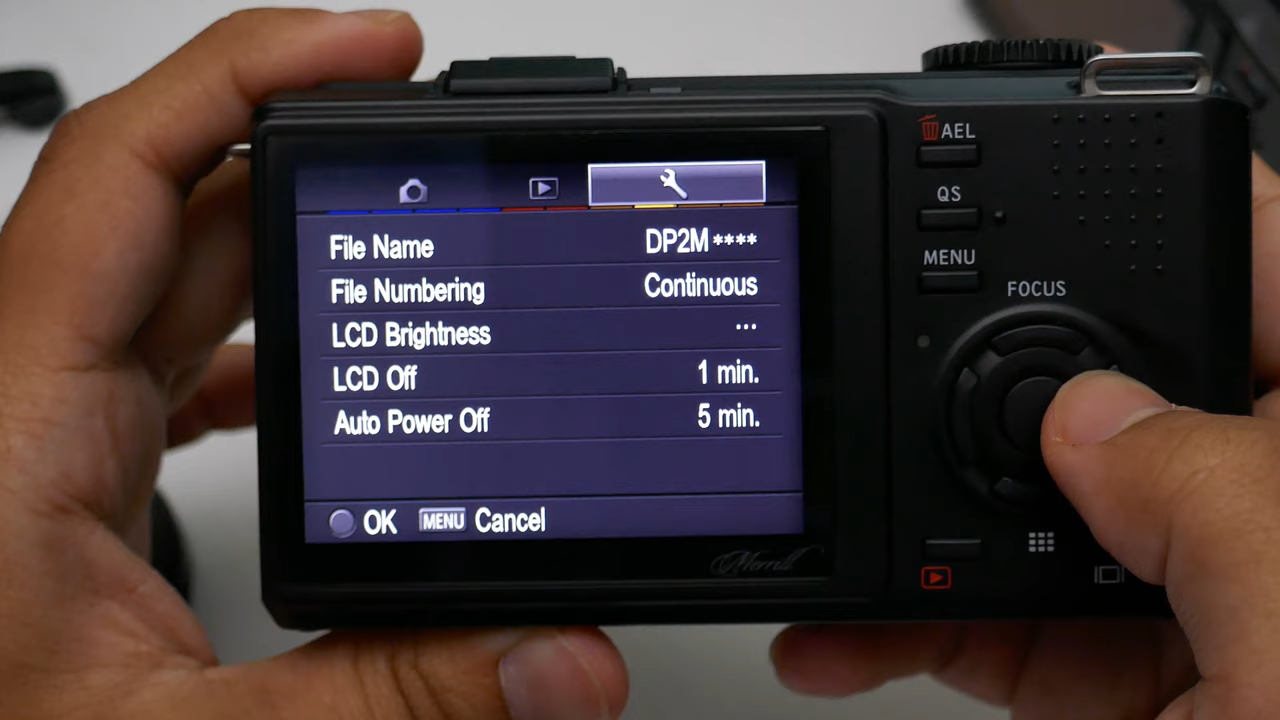 File Name DP2M****
File Numbering Continuous
LCD Brightness ...
LCD Off 1 min.
Auto Power Off 5 min.
OK MENU Cancel
Merrill
AEL
QS
MENU
FOCUS